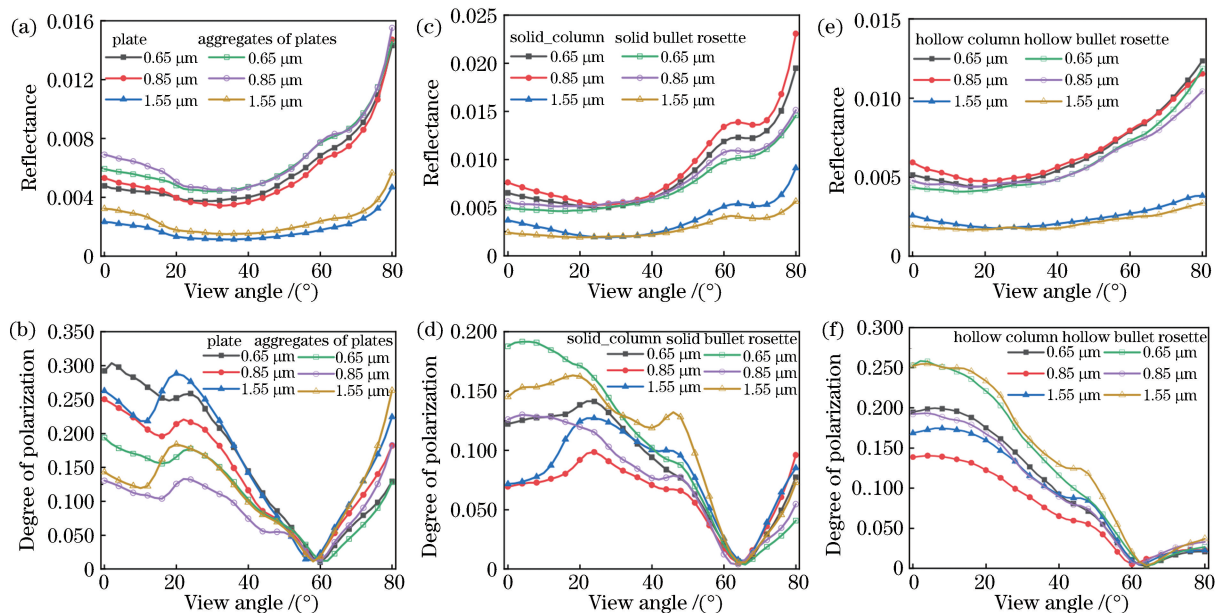 (a)
0.016
0.012
0.008
0.004
0
Reflectance
plate aggregates of plates
0.65 μm 0.65 μm
0.85 μm 0.85 μm
1.55 μm 1.55 μm
0 20 40 60 80
View angle /(°)
(c)
0.025
0.020
0.015
0.010
0.005
0
Reflectance
solid_column solid bullet rosette
0.65 μm 0.65 μm
0.85 μm 0.85 μm
1.55 μm 1.55 μm
0 20 40 60 80
View angle /(°)
(e)
0.015
0.010
0.005
0
Reflectance
hollow column hollow bullet rosette
0.65 μm 0.65 μm
0.85 μm 0.85 μm
1.55 μm 1.55 μm
0 20 40 60 80
View angle /(°)
(b)
0.350
0.300
0.250
0.200
0.150
0.100
0.050
0
Degree of polarization
plate aggregates of plates
0.65 μm 0.65 μm
0.85 μm 0.85 μm
1.55 μm 1.55 μm
0 20 40 60 80
View angle /(°)
(d)
0.200
0.150
0.100
0.050
0
Degree of polarization
solid_column solid bullet rosette
0.65 μm 0.65 μm
0.85 μm 0.85 μm
1.55 μm 1.55 μm
0 20 40 60 80
View angle /(°)
(f)
0.300
0.250
0.200
0.150
0.100
0.050
0
Degree of polarization
hollow column hollow bullet rosette
0.65 μm 0.65 μm
0.85 μm 0.85 μm
1.55 μm 1.55 μm
0 20 40 60 80
View angle /(°)